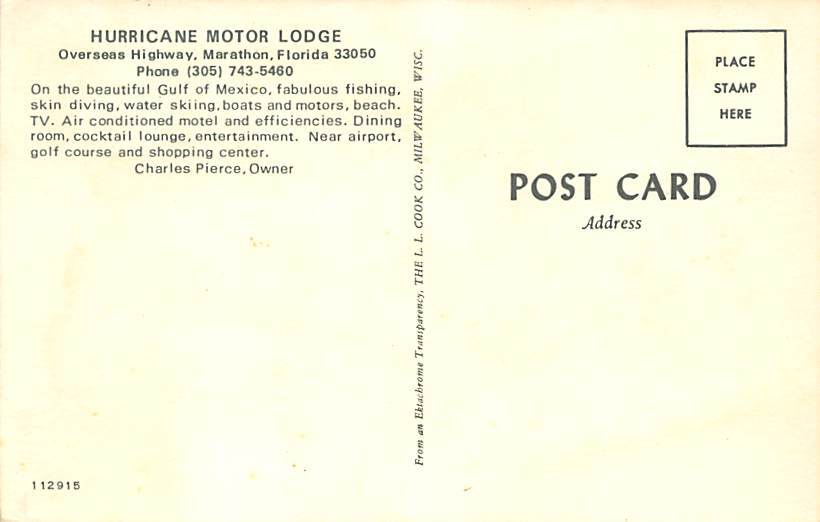 HURRICANE MOTOR LODGE
Overseas Highway, Marathon, Florida 33050
Phone (305) 743-5460
On the beautiful Gulf of Mexico, fabulous fishing,
skin diving, water skiing, boats and motors, beach.
TV. Air conditioned motel and efficiencies. Dining
room, cocktail lounge, entertainment. Near airport,
golf course and shopping center.
Charles Pierce, Owner
112915
From an Ektachrome Transparency, THE L. L. COOK CO., MILWAUKEE, WISC.
PLACE
STAMP
HERE
POST CARD
Address